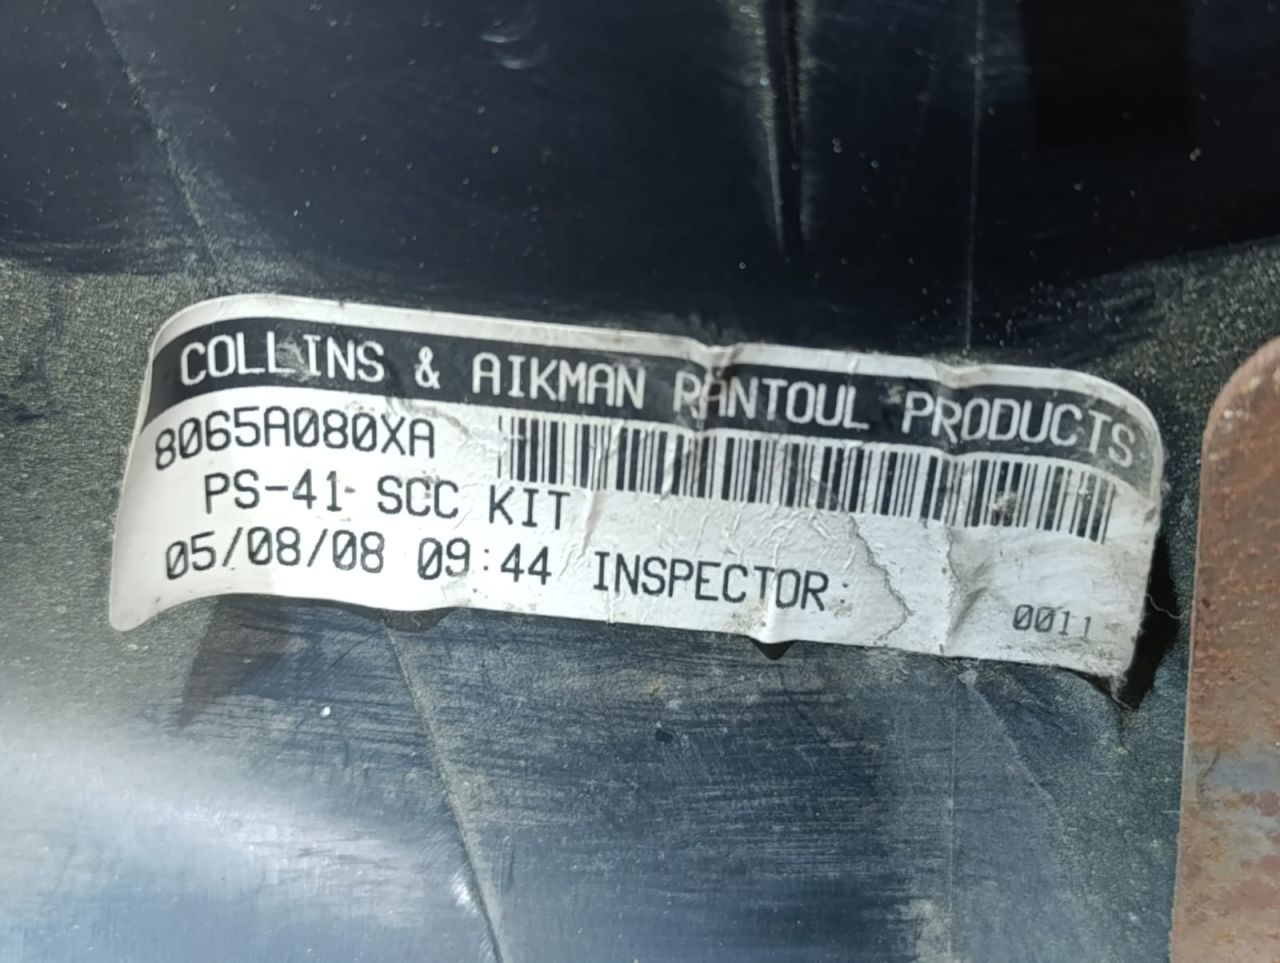 COLLINS & AIKMAN RANTOUL PRODUCTS
8065A080XA
PS-41 SCC KIT
05/08/08 09:44 INSPECTOR: 0011